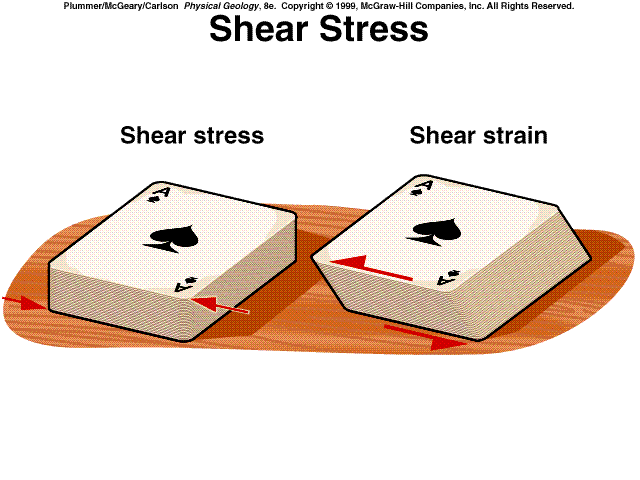 Plummer/McGeary/Carlson Physical Geology, 8e. Copyright © 1999, McGraw-Hill Companies, Inc. All Rights Reserved.
Shear Stress
Shear stress
Shear strain
A
A
A
A